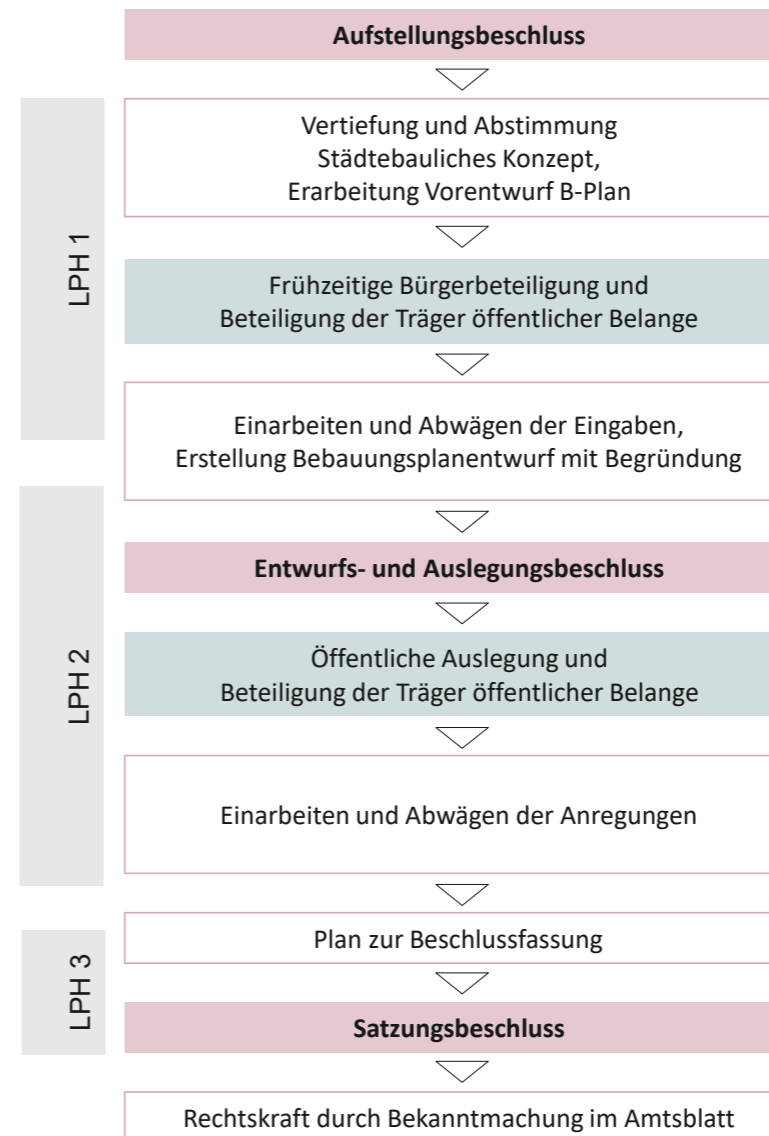 Aufstellungsbeschluss
LPH 1
Vertiefung und Abstimmung
Städtebauliches Konzept,
Erarbeitung Vorentwurf B-Plan
Frühzeitige Bürgerbeteiligung und
Beteiligung der Träger öffentlicher Belange
Einarbeiten und Abwägen der Eingaben,
Erstellung Bebauungsplanentwurf mit Begründung
LPH 2
Entwurfs- und Auslegungsbeschluss
Öffentliche Auslegung und
Beteiligung der Träger öffentlicher Belange
Einarbeiten und Abwägen der Anregungen
LPH 3
Plan zur Beschlussfassung
Satzungsbeschluss
Rechtskraft durch Bekanntmachung im Amtsblatt